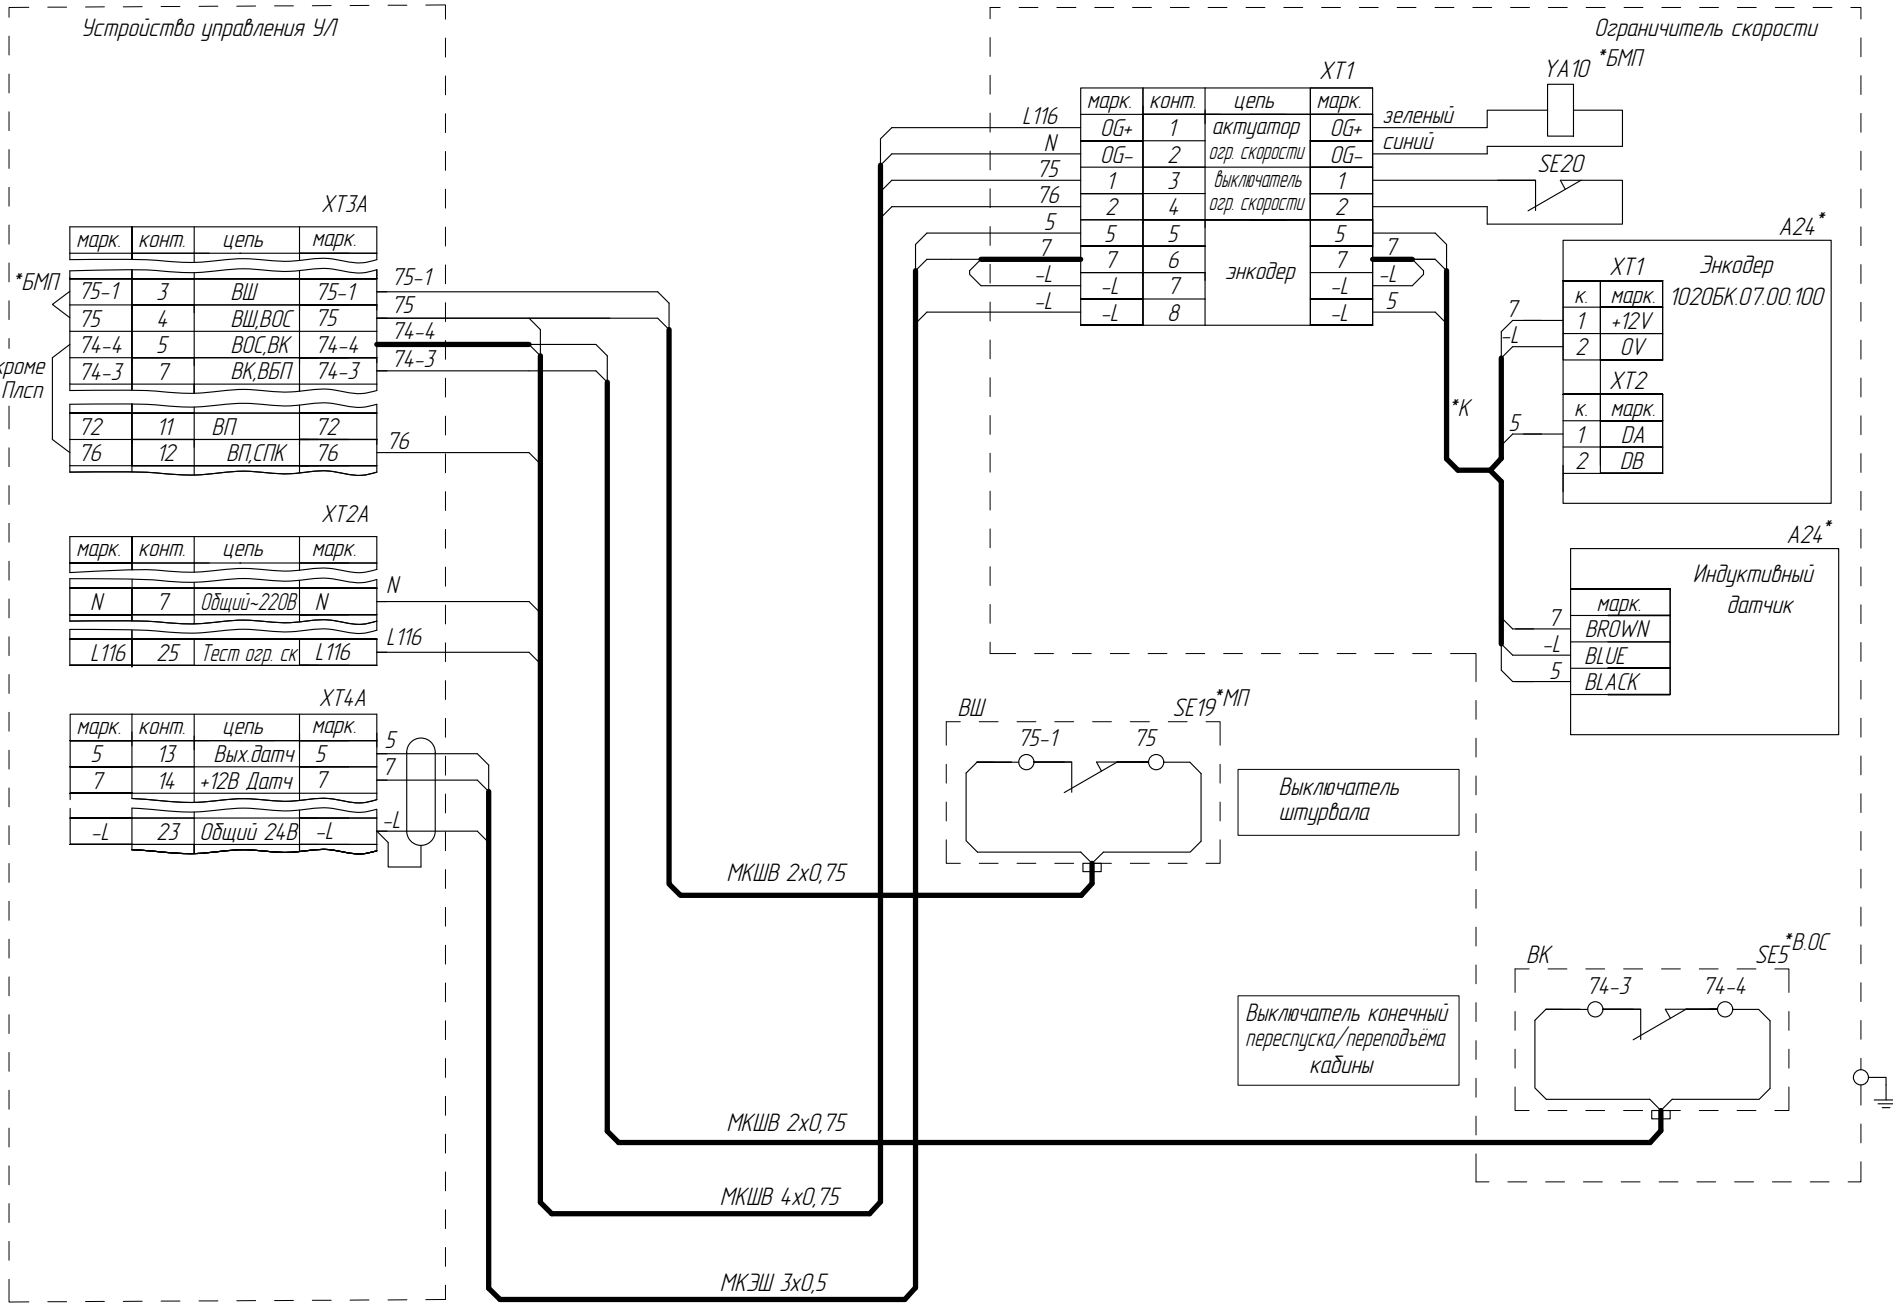 Устройство управления УЛ
ХТ3А
марк. конт. цепь марк.
*БМП
75-1 3 ВШ 75-1 75-1
75 4 ВШ,ВОС 75 75
74-4 5 ВОС,ВК 74-4 74-4
74-3 7 ВК,ВБП 74-3 74-3
кроме
Плсп
72 11 ВП 72
76 12 ВП,СПК 76 76
ХТ2А
марк. конт. цепь марк.
N 7 Общий~220В N N
L116 25 Тест огр. ск L116 L116
ХТ4А
марк. конт. цепь марк.
5 13 Вых.датч 5 5
7 14 +12В Датч 7 7
-L 23 Общий 24В -L -L
МКШВ 2х0,75
МКШВ 2х0,75
МКШВ 4х0,75
МКЭШ 3х0,5
Ограничитель скорости
ХТ1
марк. конт. цепь марк.
L116 OG+ 1 актуатор OG+ зеленый
N OG- 2 огр. скорости OG- синий
75 1 3 выключатель 1
76 2 4 огр. скорости 2
5 5 5 5
7 7 6 энкодер 7 7
-L -L 7 -L -L
-L -L 8 -L 5
YA10 *БМП
SE20
*К
А24*
Энкодер
1020БК.07.00.100
ХТ1
к. марк.
7 1 +12V
-L 2 0V
ХТ2
к. марк.
5 1 DA
2 DB
А24*
Индуктивный
датчик
марк.
7 BROWN
-L BLUE
5 BLACK
ВШ SE19*МП
75-1 75
Выключатель
штурвала
ВК SE5*В.ОС
74-3 74-4
Выключатель конечный
переспуска/переподъёма
кабины